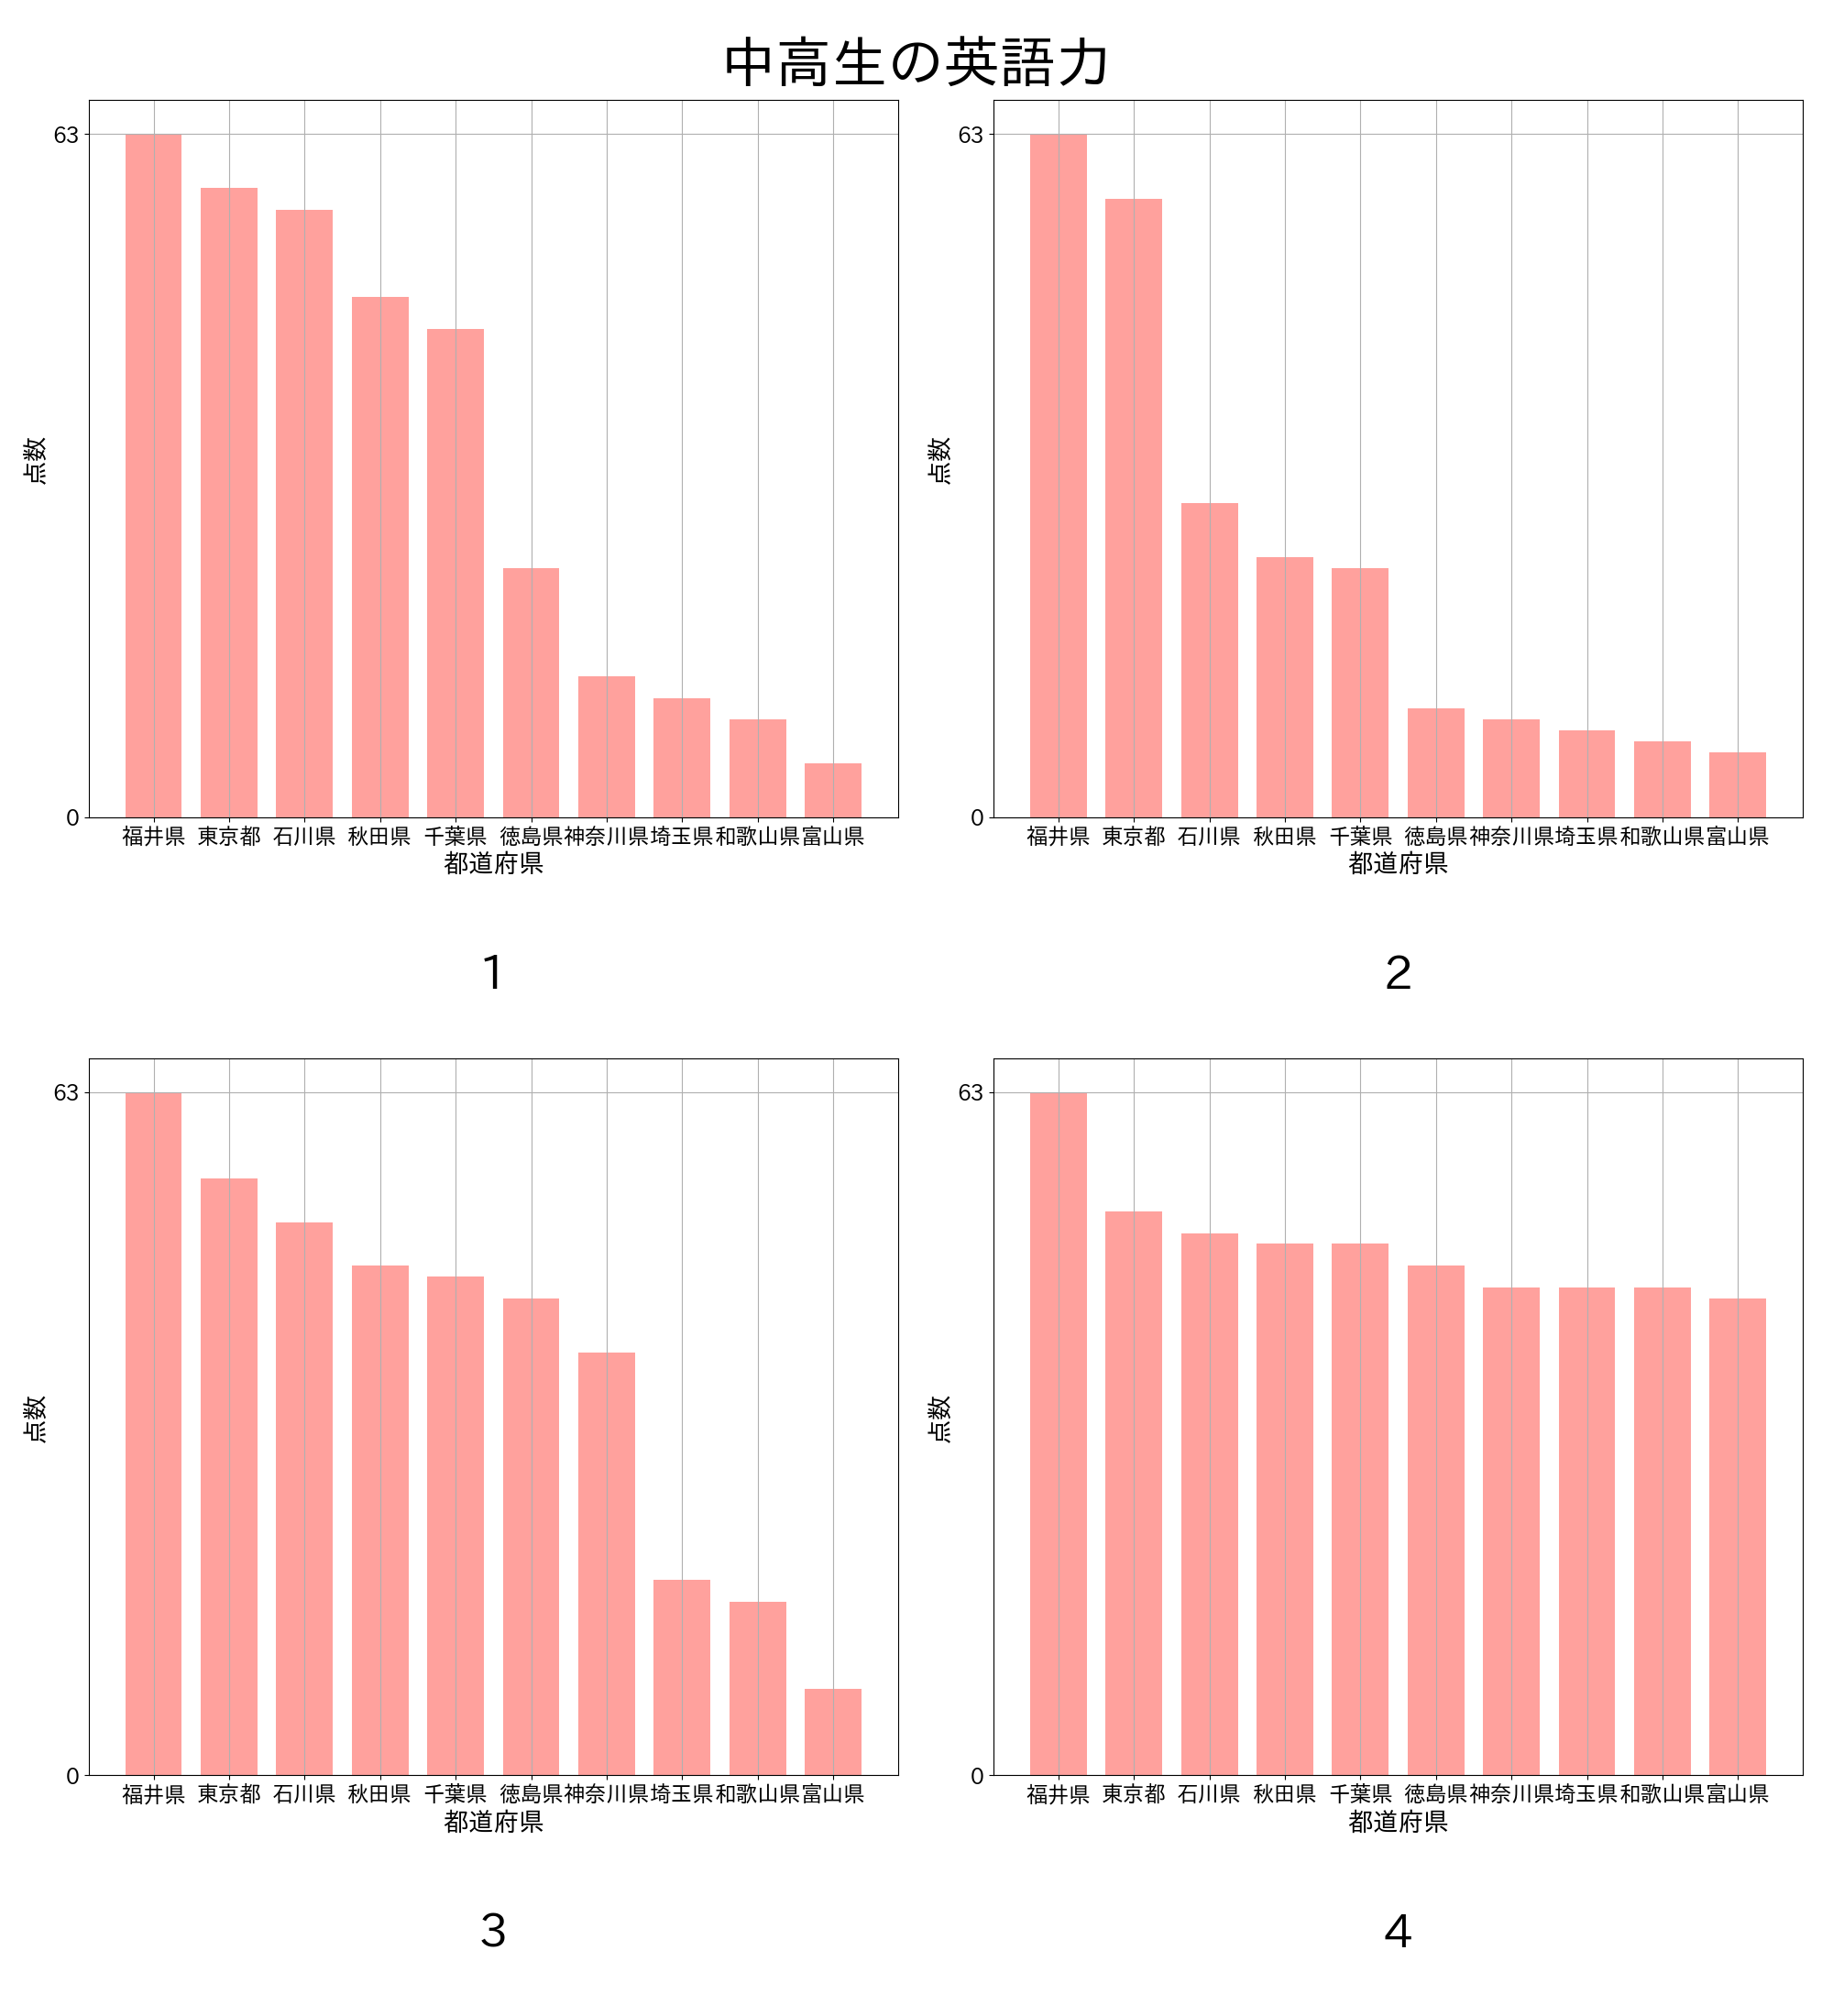 中高生の英語力
63
点数
0
福井県 東京都 石川県 秋田県 千葉県 徳島県 神奈川県 埼玉県 和歌山県 富山県
都道府県
1
63
点数
0
福井県 東京都 石川県 秋田県 千葉県 徳島県 神奈川県 埼玉県 和歌山県 富山県
都道府県
2
63
点数
0
福井県 東京都 石川県 秋田県 千葉県 徳島県 神奈川県 埼玉県 和歌山県 富山県
都道府県
3
63
点数
0
福井県 東京都 石川県 秋田県 千葉県 徳島県 神奈川県 埼玉県 和歌山県 富山県
都道府県
4